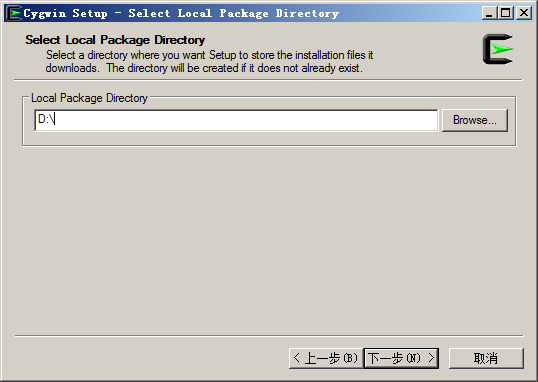 Cygwin Setup - Select Local Package Directory
Select Local Package Directory
Select a directory where you want Setup to store the installation files it
downloads. The directory will be created if it does not already exist.
Local Package Directory
D:\
Browse...
< 上一步(B)
下一步(N) >
取消